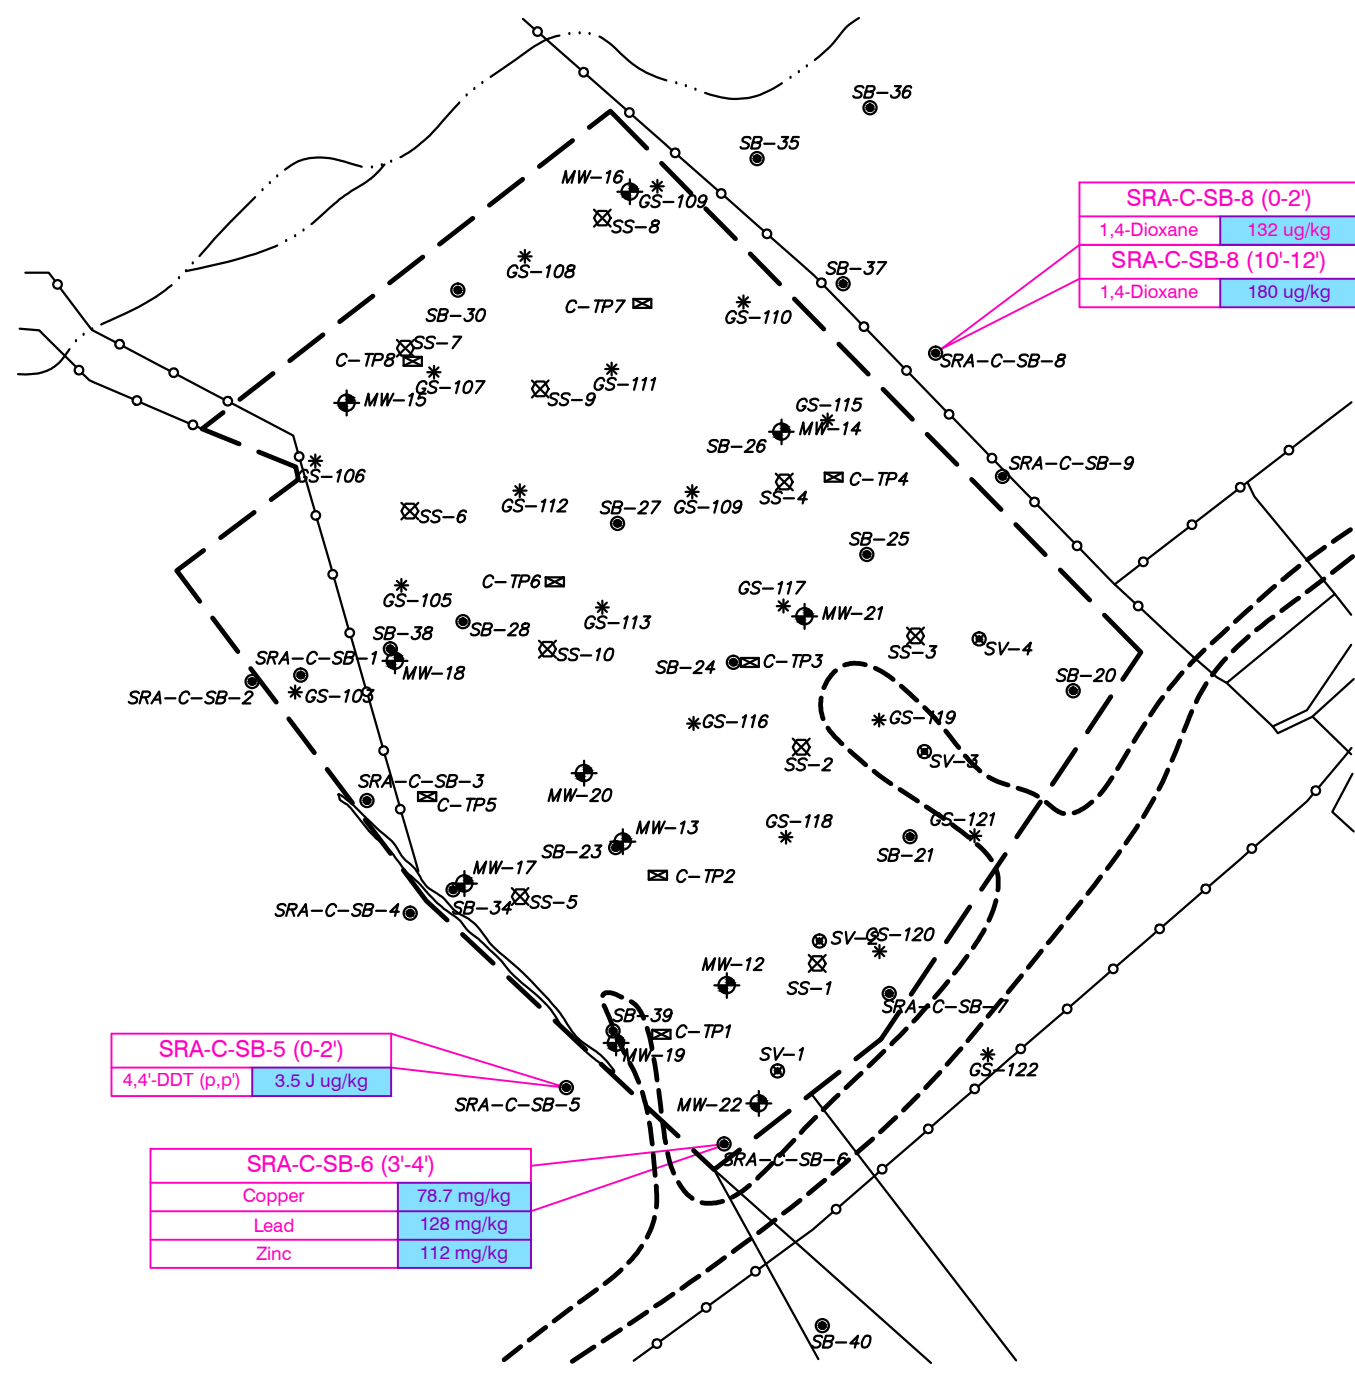 SB-36
SB-35
MW-16
GS-109
SRA-C-SB-8 (0-2')
1,4-Dioxane 132 ug/kg
SRA-C-SB-8 (10'-12')
1,4-Dioxane 180 ug/kg
SS-8
GS-108
SB-37
SB-30
C-TP7
GS-110
SS-7
C-TP8
GS-107
SRA-C-SB-8
GS-111
SS-9
MW-15
GS-115
MW-14
SB-26
SRA-C-SB-9
GS-106
C-TP4
SS-4
GS-112
GS-109
SB-27
SS-6
SB-25
C-TP6
GS-105
GS-117
MW-21
GS-113
SB-28
SB-38
SS-10
SS-3
SV-4
SRA-C-SB-1
SB-24
C-TP3
MW-18
SB-20
SRA-C-SB-2
GS-103
GS-116
GS-119
SS-2
SV-3
SRA-C-SB-3
MW-20
C-TP5
GS-118
GS-121
MW-13
SB-23
SB-21
MW-17
C-TP2
SB-34
SS-5
SRA-C-SB-4
SV-2
GS-120
MW-12
SS-1
SRA-C-SB-7
SB-39
C-TP1
MW-19
SV-1
GS-122
SRA-C-SB-5 (0-2')
4,4'-DDT (p,p') 3.5 J ug/kg
SRA-C-SB-5
MW-22
SRA-C-SB-6
SRA-C-SB-6 (3'-4')
Copper 78.7 mg/kg
Lead 128 mg/kg
Zinc 112 mg/kg
SB-40